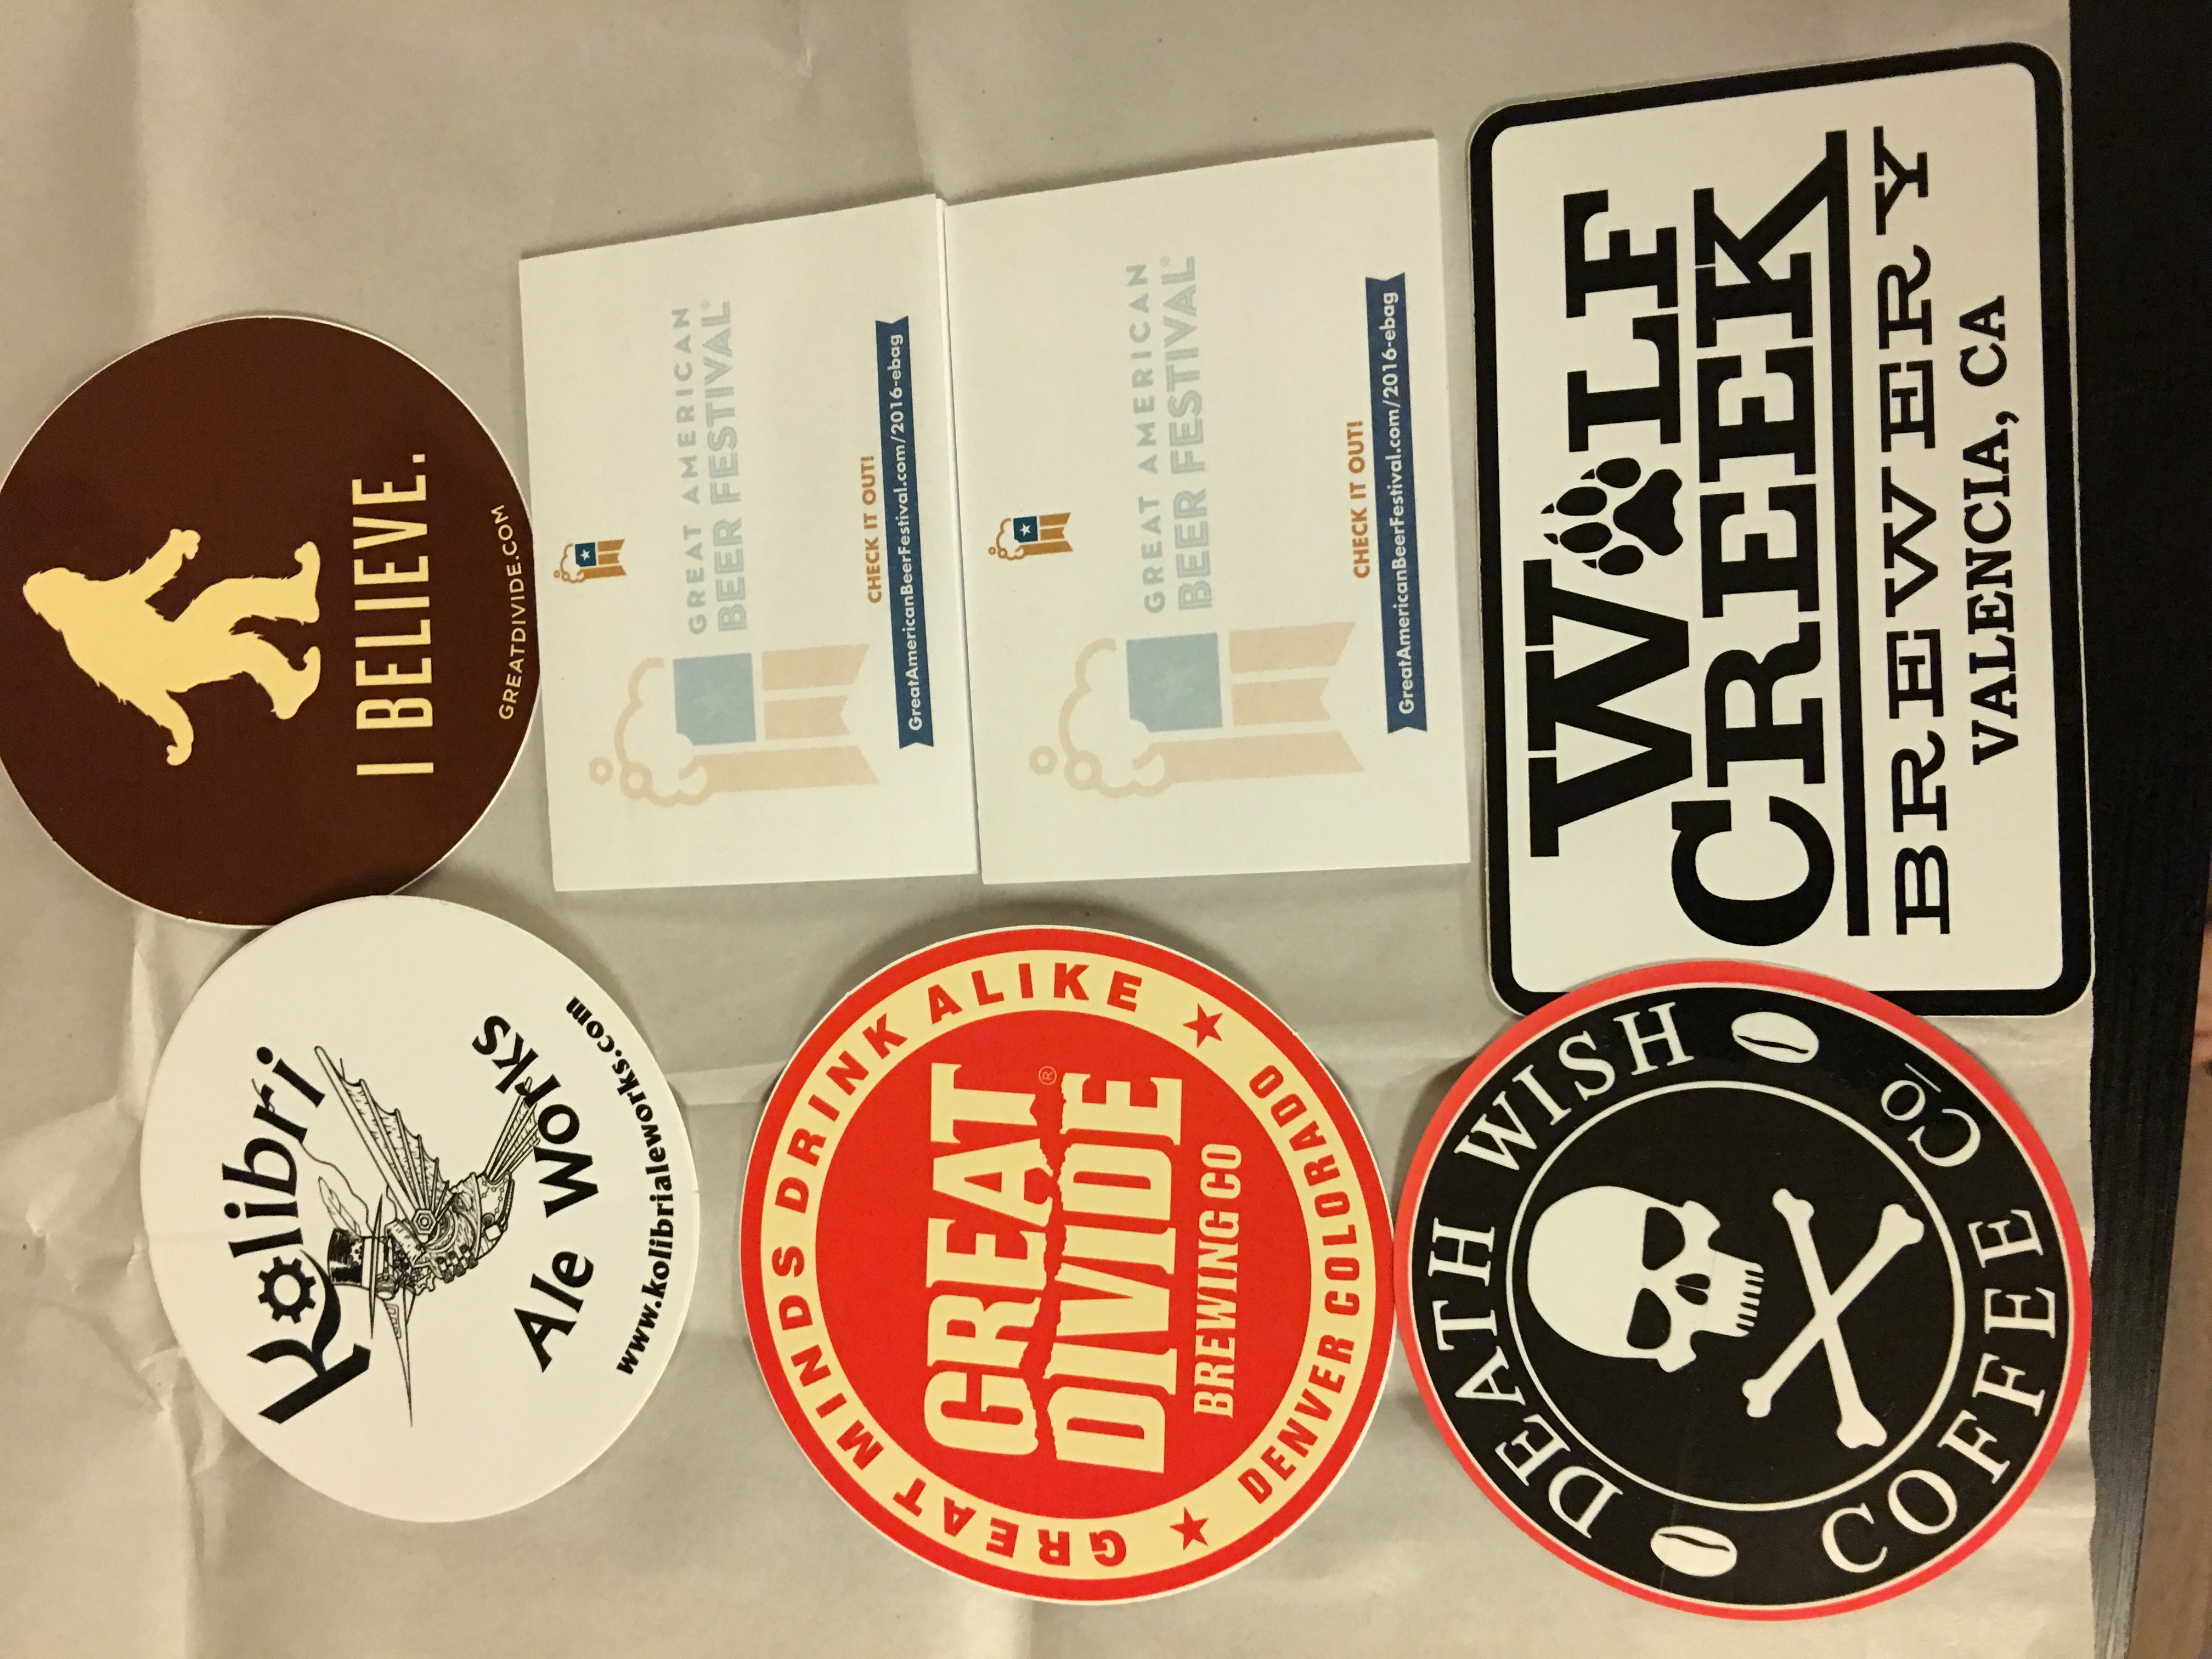 Kolibri
Ale Works
www.kolibrialeworks.com
I BELIEVE.
GREATDIVIDE.COM
GREAT MINDS DRINK ALIKE
GREAT
DIVIDE®
BREWING CO
DENVER COLORADO
GREAT AMERICAN
BEER FESTIVAL®
CHECK IT OUT!
GreatAmericanBeerFestival.com/2016-ebag
GREAT AMERICAN
BEER FESTIVAL®
CHECK IT OUT!
GreatAmericanBeerFestival.com/2016-ebag
DEATH WISH
COFFEE Co
WOLF
CREEK
BREWERY
VALENCIA, CA